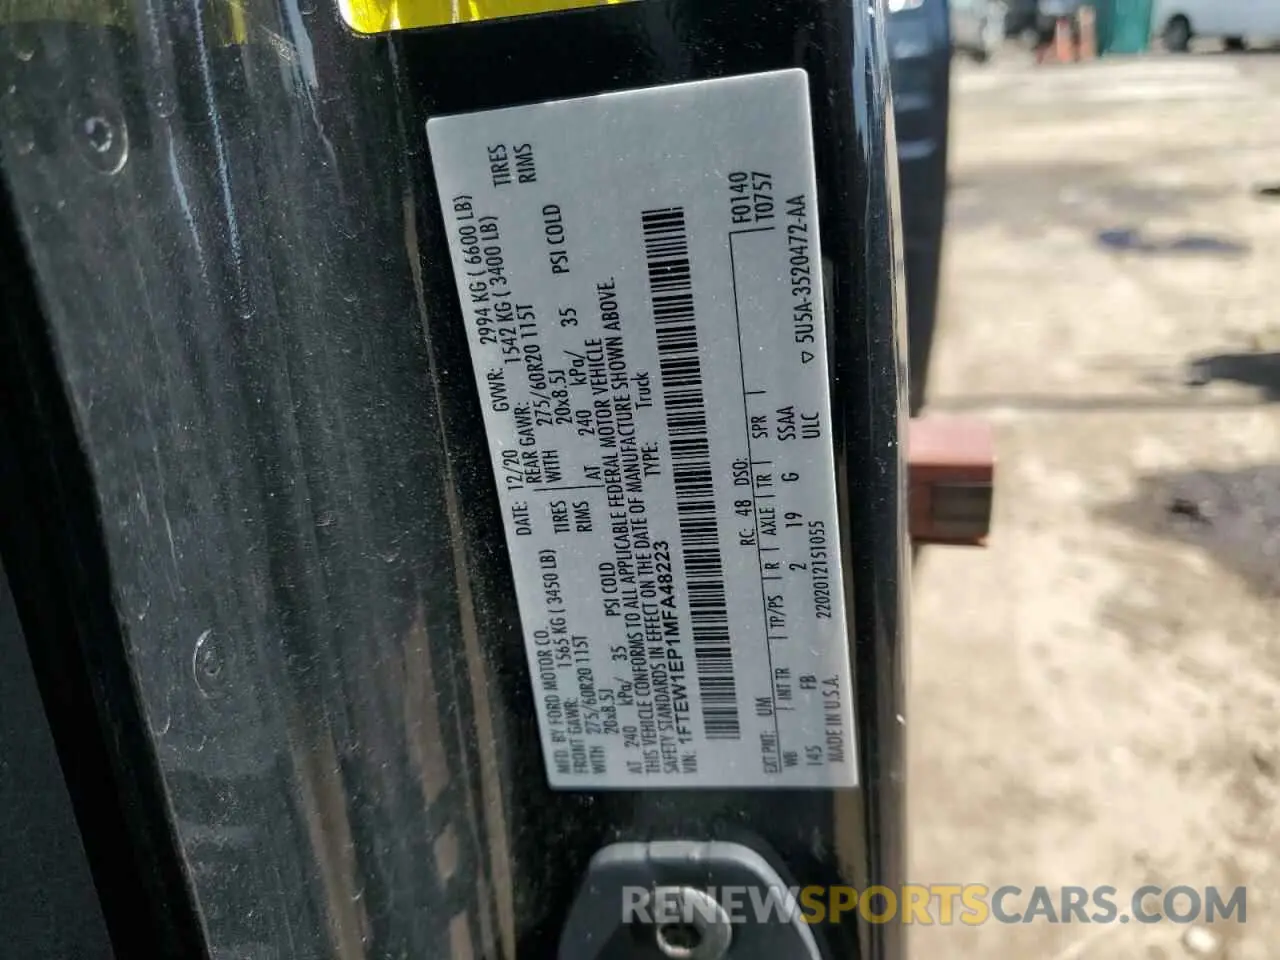 MFD. BY FORD MOTOR CO.
DATE: 12/20 GVWR: 2994 KG ( 6600 LB)
FRONT GAWR: 1565 KG ( 3450 LB) REAR GAWR: 1542 KG ( 3400 LB)
WITH 275/60R20 115T TIRES WITH 275/60R20 115T TIRES
20x8.5J RIMS 20x8.5J RIMS
AT 240 kPa/ 35 PSI COLD AT 240 kPa/ 35 PSI COLD
THIS VEHICLE CONFORMS TO ALL APPLICABLE FEDERAL MOTOR VEHICLE
SAFETY STANDARDS IN EFFECT ON THE DATE OF MANUFACTURE SHOWN ABOVE.
VIN: 1FTEW1EP1MFA48223 TYPE: Truck
F0140
T0757
EXT PNT: UM RC: 48 DSO:
WB INT TR TP/PS R AXLE TR SPR
145 FB 2 19 G SSAA
MADE IN U.S.A. 2202012151055 ULC ▽ 5U5A-3520472-AA
RENEWSPORTSCARS.COM